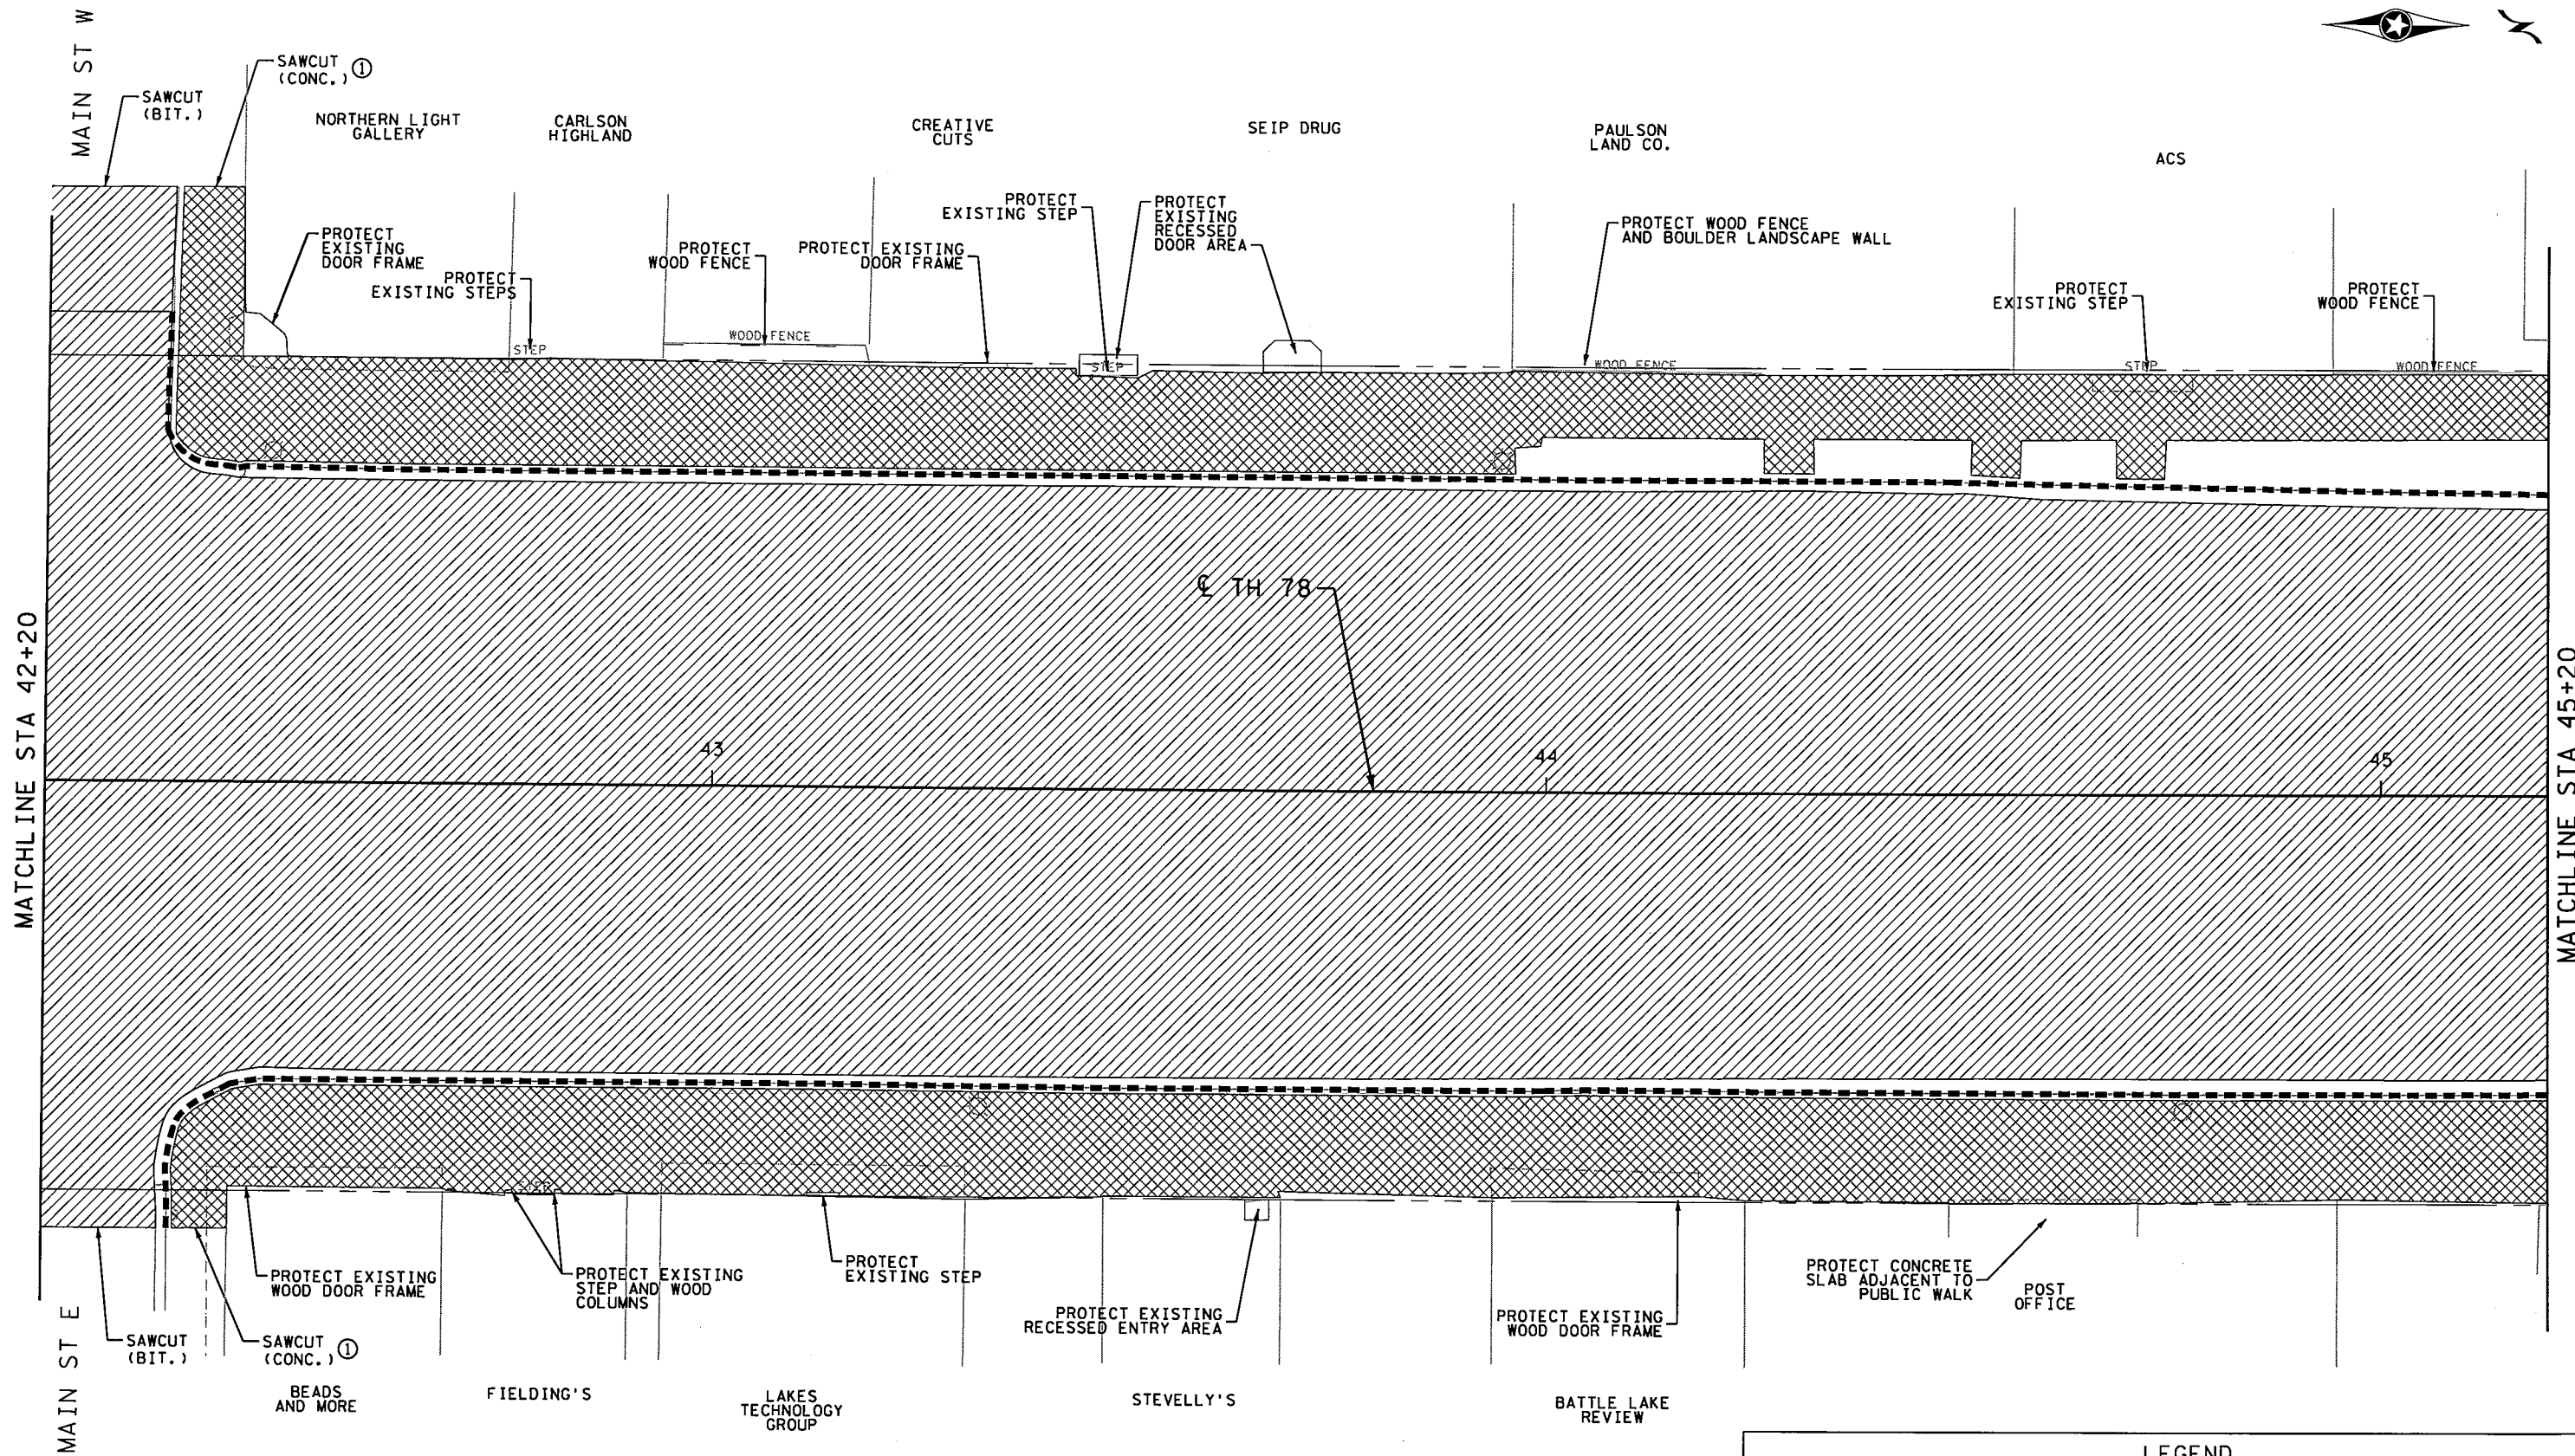 MAIN ST W
SAWCUT
(CONC.) ①
SAWCUT
(BIT.)
NORTHERN LIGHT
GALLERY
CARLSON
HIGHLAND
CREATIVE
CUTS
SEIP DRUG
PAULSON
LAND CO.
ACS
N
PROTECT
EXISTING
DOOR FRAME
PROTECT
EXISTING STEPS
PROTECT
WOOD FENCE
PROTECT EXISTING
DOOR FRAME
PROTECT
EXISTING STEP
PROTECT
EXISTING
RECESSED
DOOR AREA
PROTECT WOOD FENCE
AND BOULDER LANDSCAPE WALL
PROTECT
EXISTING STEP
PROTECT
WOOD FENCE
STEP
WOOD FENCE
STEP
WOOD FENCE
STEP
WOOD FENCE
℄ TH 78
43
44
45
MATCHLINE STA 42+20
MATCHLINE STA 45+20
STEP
PROTECT EXISTING
WOOD DOOR FRAME
PROTECT EXISTING
STEP AND WOOD
COLUMNS
PROTECT
EXISTING STEP
PROTECT EXISTING
RECESSED ENTRY AREA
PROTECT EXISTING
WOOD DOOR FRAME
PROTECT CONCRETE
SLAB ADJACENT TO
PUBLIC WALK
POST
OFFICE
MAIN ST E
SAWCUT
(BIT.)
SAWCUT
(CONC.) ①
BEADS
AND MORE
FIELDING'S
LAKES
TECHNOLOGY
GROUP
STEVELLY'S
BATTLE LAKE
REVIEW
LEGEND